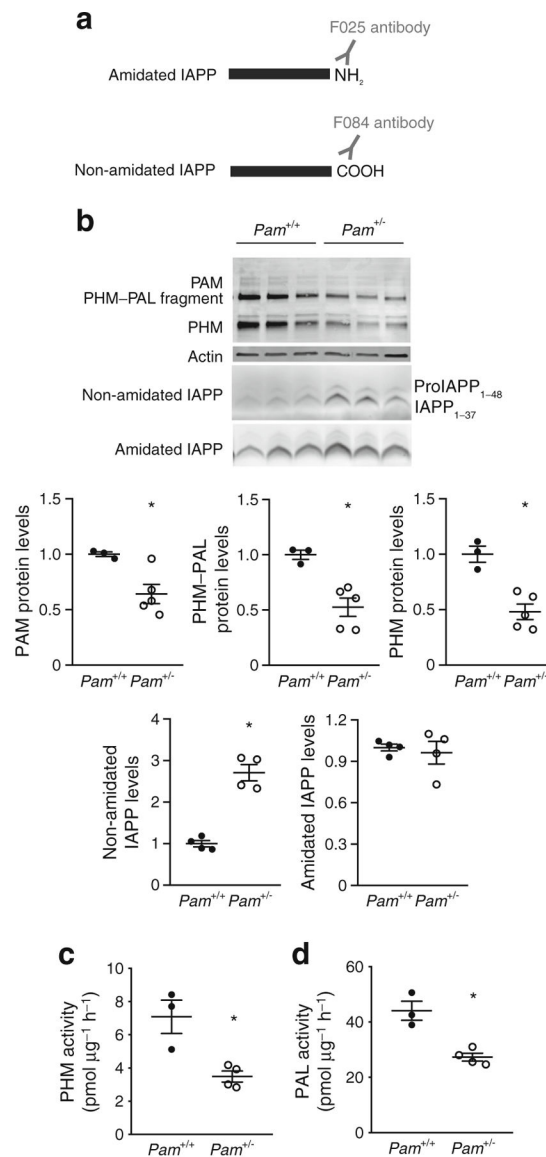 a
F025 antibody
Amidated IAPP
NH₂
F084 antibody
Non-amidated IAPP
COOH
b
Pam⁺/⁺ Pam⁺/⁻
PAM
PHM–PAL fragment
PHM
Actin
Non-amidated IAPP
ProIAPP₁₋₄₈
IAPP₁₋₃₇
Amidated IAPP
PAM protein levels
1.5
1.0
0.5
0
*
Pam⁺/⁺ Pam⁺/⁻
PHM–PAL
protein levels
1.5
1.0
0.5
0
*
Pam⁺/⁺ Pam⁺/⁻
PHM protein levels
1.5
1.0
0.5
0
*
Pam⁺/⁺ Pam⁺/⁻
Non-amidated
IAPP levels
4
3
2
1
0
*
Pam⁺/⁺ Pam⁺/⁻
Amidated IAPP levels
1.2
0.9
0.6
0.3
0
Pam⁺/⁺ Pam⁺/⁻
c
PHM activity
(pmol μg⁻¹ h⁻¹)
10
8
6
4
2
0
*
Pam⁺/⁺ Pam⁺/⁻
d
PAL activity
(pmol μg⁻¹ h⁻¹)
60
40
20
0
*
Pam⁺/⁺ Pam⁺/⁻